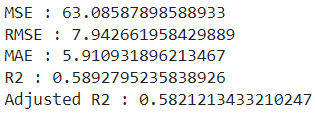 MSE : 63.08587898588933
RMSE : 7.942661958429889
MAE : 5.910931896213467
R2 : 0.5892795235838926
Adjusted R2 : 0.5821213433210247